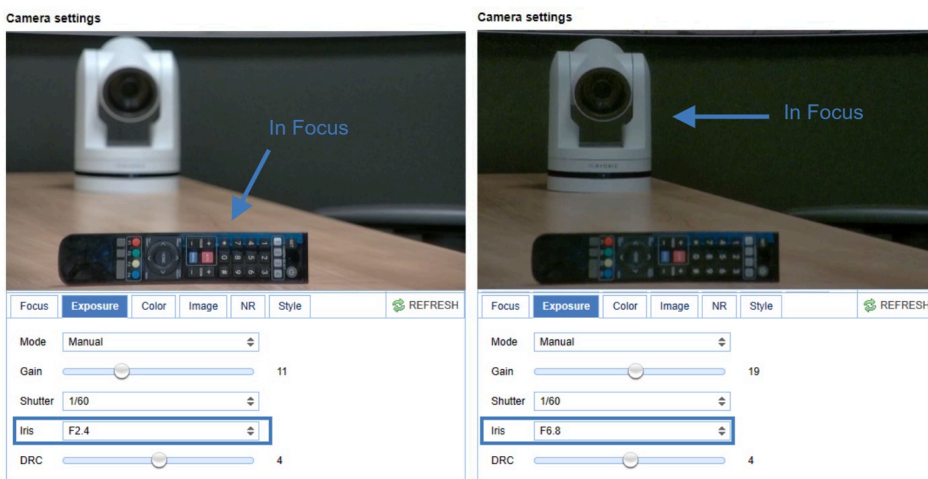 Camera settings
In Focus
Focus Exposure Color Image NR Style REFRESH
Mode Manual
Gain 11
Shutter 1/60
Iris F2.4
DRC 4
Camera settings
In Focus
AVONIC
Focus Exposure Color Image NR Style REFRESH
Mode Manual
Gain 19
Shutter 1/60
Iris F6.8
DRC 4